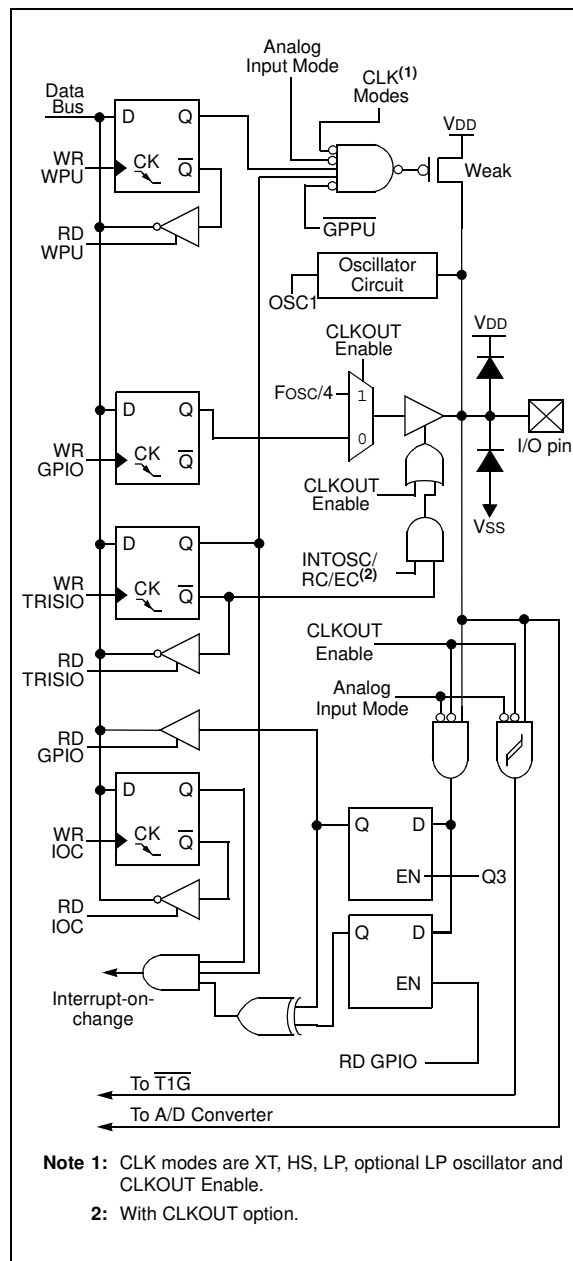 Analog
Input Mode
CLK(1)
Modes
Data
Bus
D Q
WR
WPU
CK
Q
RD
WPU
VDD
Weak
GPPU
Oscillator
Circuit
OSC1
CLKOUT
Enable
VDD
FOSC/4
1
0
D Q
WR
GPIO
CK
Q
I/O pin
CLKOUT
Enable
VSS
D Q
WR
TRISIO
CK
Q
INTOSC/
RC/EC(2)
RD
TRISIO
CLKOUT
Enable
Analog
Input Mode
RD
GPIO
D Q
WR
IOC
CK
Q
Q D
EN
Q3
RD
IOC
Q D
EN
Interrupt-on-
change
RD GPIO
To T1G
To A/D Converter
Note 1: CLK modes are XT, HS, LP, optional LP oscillator and
CLKOUT Enable.
2: With CLKOUT option.